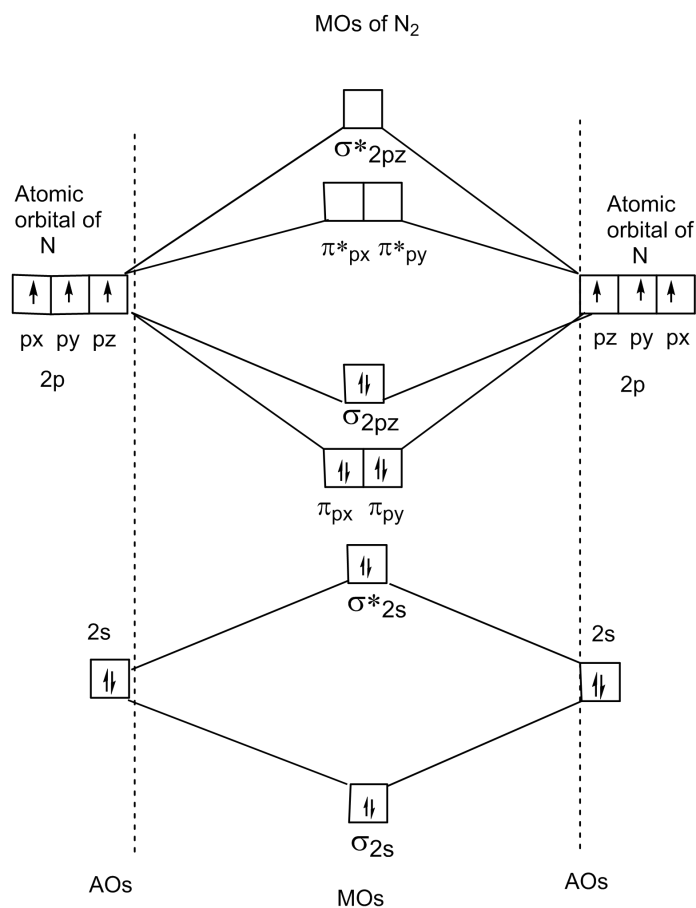 MOs of N₂
σ*2pz
Atomic
orbital of
N
Atomic
orbital of
N
π*px π*py
px py pz
pz py px
2p
2p
σ2pz
πpx πpy
σ*2s
2s
2s
σ2s
AOs
MOs
AOs